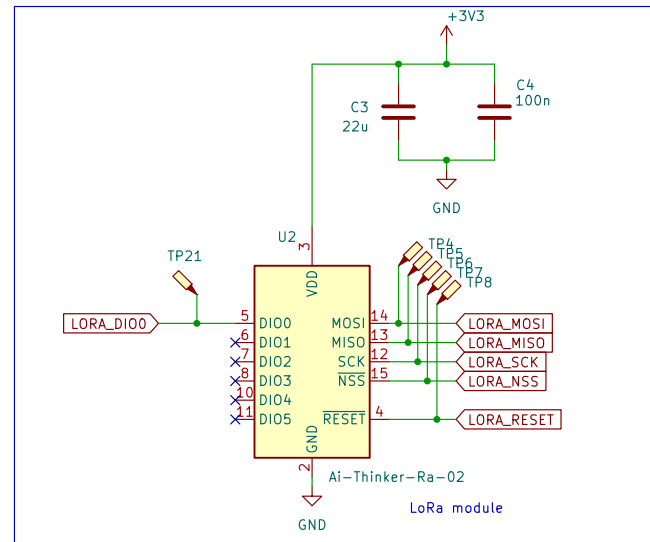 +3V3
C4
100n
C3
22u
GND
U2
3
VDD
TP21
TP4
TP5
TP6
TP7
TP8
LORA_DIO0 5 DIO0 MOSI 14 LORA_MOSI
6 DIO1 MISO 13 LORA_MISO
7 DIO2 SCK 12 LORA_SCK
8 DIO3 NSS 15 LORA_NSS
10 DIO4
11 DIO5 RESET 4 LORA_RESET
GND
2
Ai-Thinker-Ra-02
LoRa module
GND